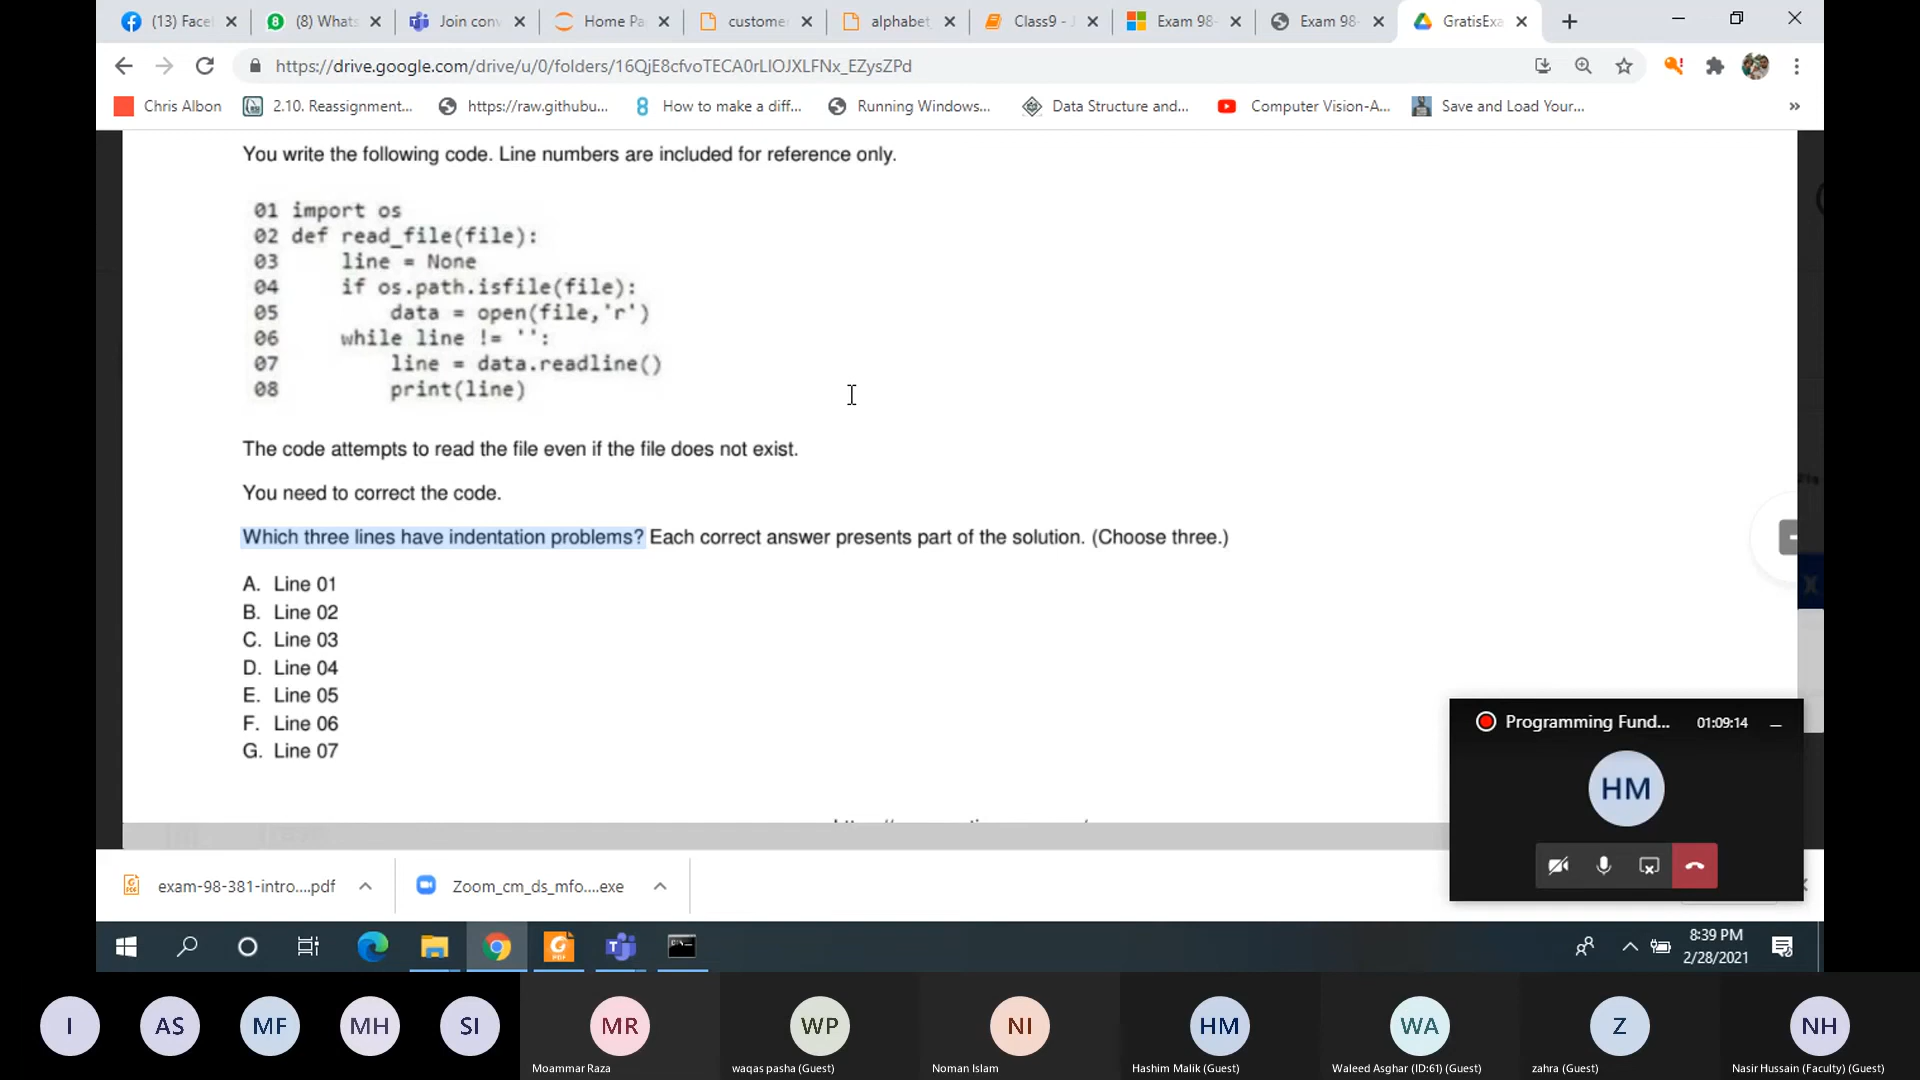 (13) Face
(8) Whats
Join conv
Home Pa
custome
alphabet
Class9 - J
Exam 98-
Exam 98-
GratisExa
https://drive.google.com/drive/u/0/folders/16QjE8cfvoTECA0rLIOJXLFNx_EZysZPd
Chris Albon
2.10. Reassignment...
https://raw.githubu...
How to make a diff...
Running Windows...
Data Structure and...
Computer Vision-A...
Save and Load Your...
You write the following code. Line numbers are included for reference only.
01 import os
02 def read_file(file):
03 line = None
04 if os.path.isfile(file):
05 data = open(file,'r')
06 while line != '':
07 line = data.readline()
08 print(line)
The code attempts to read the file even if the file does not exist.
You need to correct the code.
Which three lines have indentation problems? Each correct answer presents part of the solution. (Choose three.)
A. Line 01
B. Line 02
C. Line 03
D. Line 04
E. Line 05
F. Line 06
G. Line 07
Programming Fund... 01:09:14
HM
exam-98-381-intro....pdf
Zoom_cm_ds_mfo....exe
8:39 PM
2/28/2021
I
AS
MF
MH
SI
MR
WP
NI
HM
WA
Z
NH
Moammar Raza
waqas pasha (Guest)
Noman Islam
Hashim Malik (Guest)
Waleed Asghar (ID:61) (Guest)
zahra (Guest)
Nasir Hussain (Faculty) (Guest)